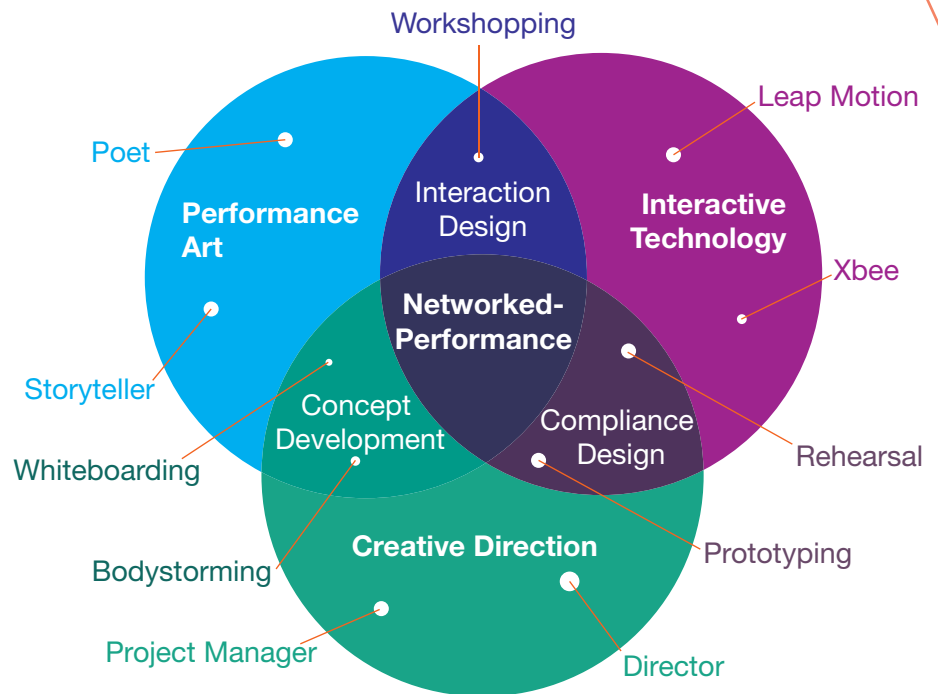 Workshopping
Leap Motion
Poet
Interaction
Design
Performance
Art
Interactive
Technology
Xbee
Networked-
Performance
Storyteller
Concept
Development
Compliance
Design
Whiteboarding
Rehearsal
Creative Direction
Prototyping
Bodystorming
Project Manager
Director